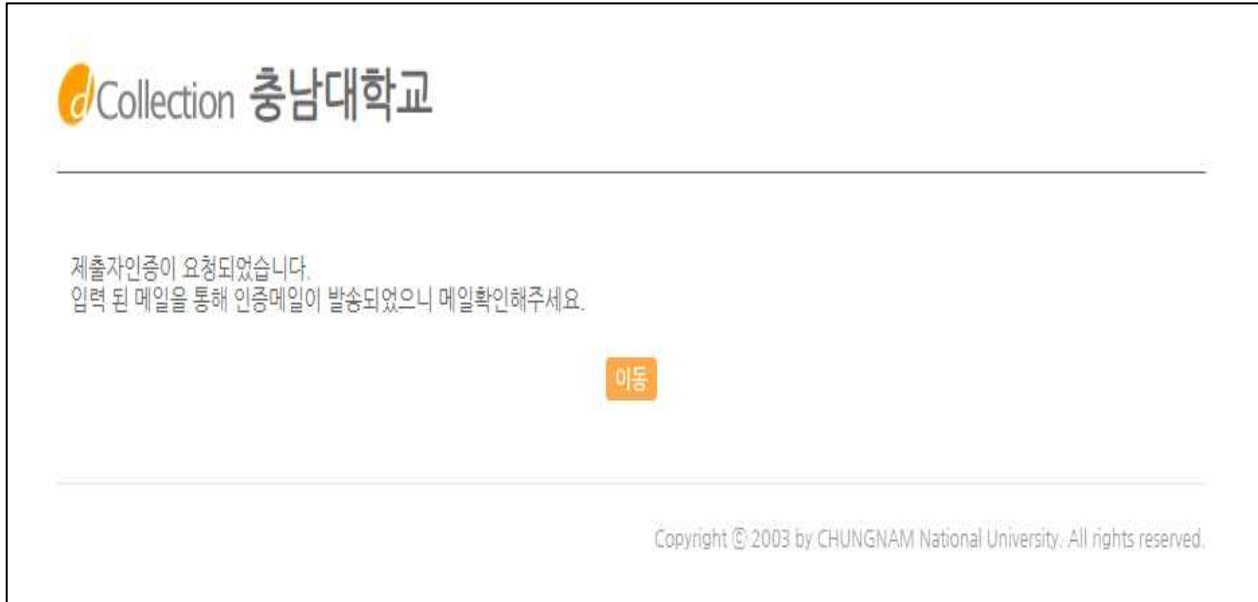 dCollection 충남대학교
제출자인증이 요청되었습니다.
입력 된 메일을 통해 인증메일이 발송되었으니 메일확인해주세요.
이동
Copyright ⓒ 2003 by CHUNGNAM National University. All rights reserved.